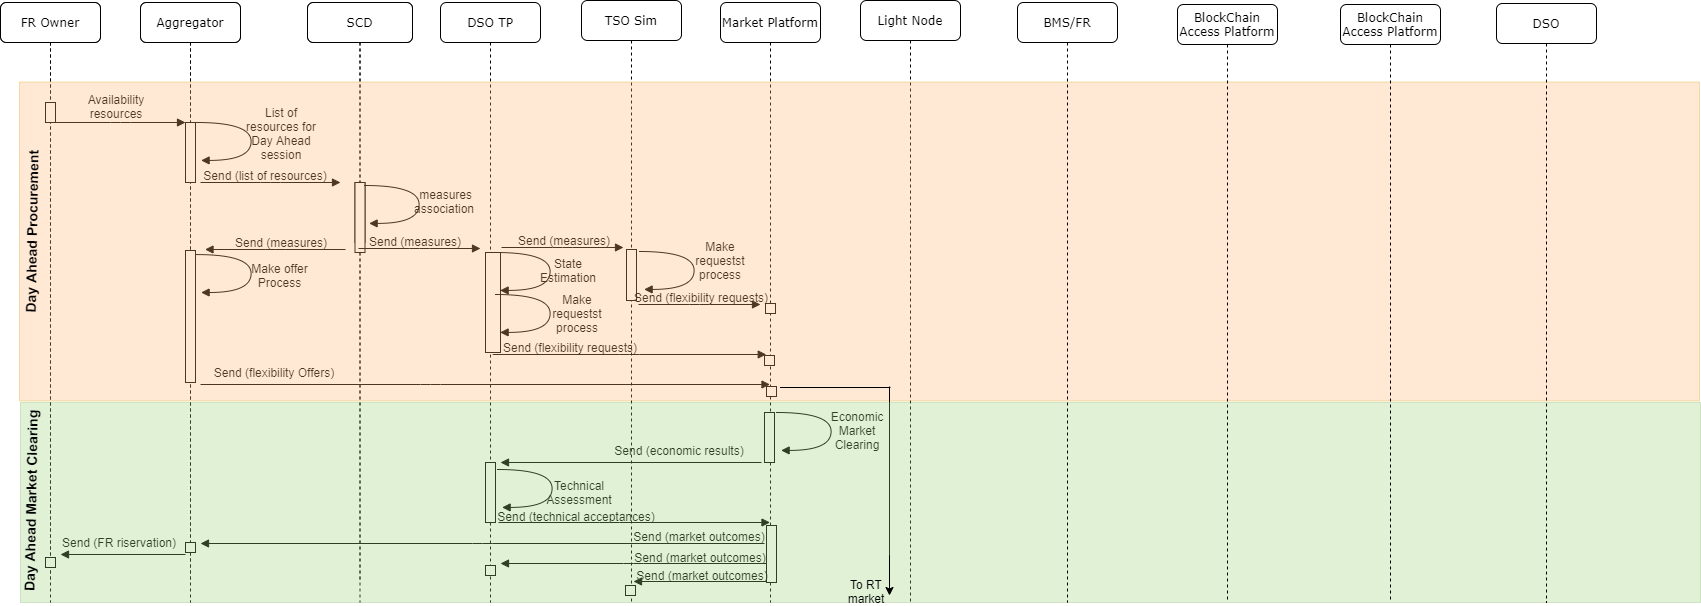 FR Owner
Aggregator
SCD
DSO TP
TSO Sim
Market Platform
Light Node
BMS/FR
BlockChain
Access Platform
BlockChain
Access Platform
DSO
Day Ahead Procurement
Availability
resources
List of
resources for
Day Ahead
session
Send (list of resources)
measures
association
Send (measures)
Send (measures)
Send (measures)
Make
requestst
process
Make offer
Process
State
Estimation
Send (flexibility requests)
Make
requestst
process
Send (flexibility requests)
Send (flexibility Offers)
Day Ahead Market Clearing
Economic
Market
Clearing
Send (economic results)
Technical
Assessment
Send (technical acceptances)
Send (market outcomes)
Send (FR riservation)
Send (market outcomes)
Send (market outcomes)
To RT
market